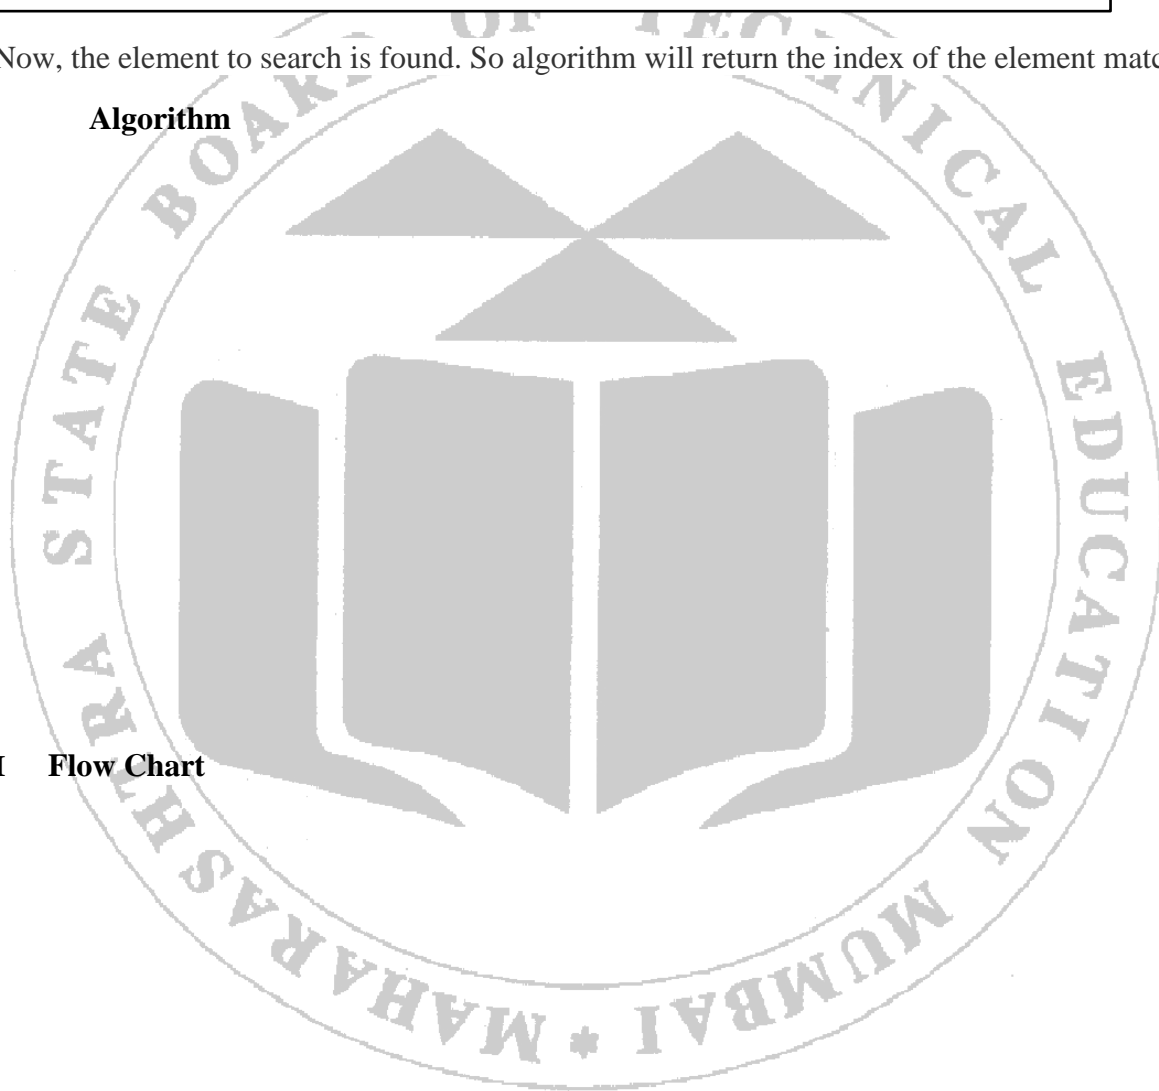 Now, the element to search is found. So algorithm will return the index of the element matc
Algorithm
I Flow Chart
MAHARASHTRA STATE BOARD OF TECHNICAL EDUCATION MUMBAI *